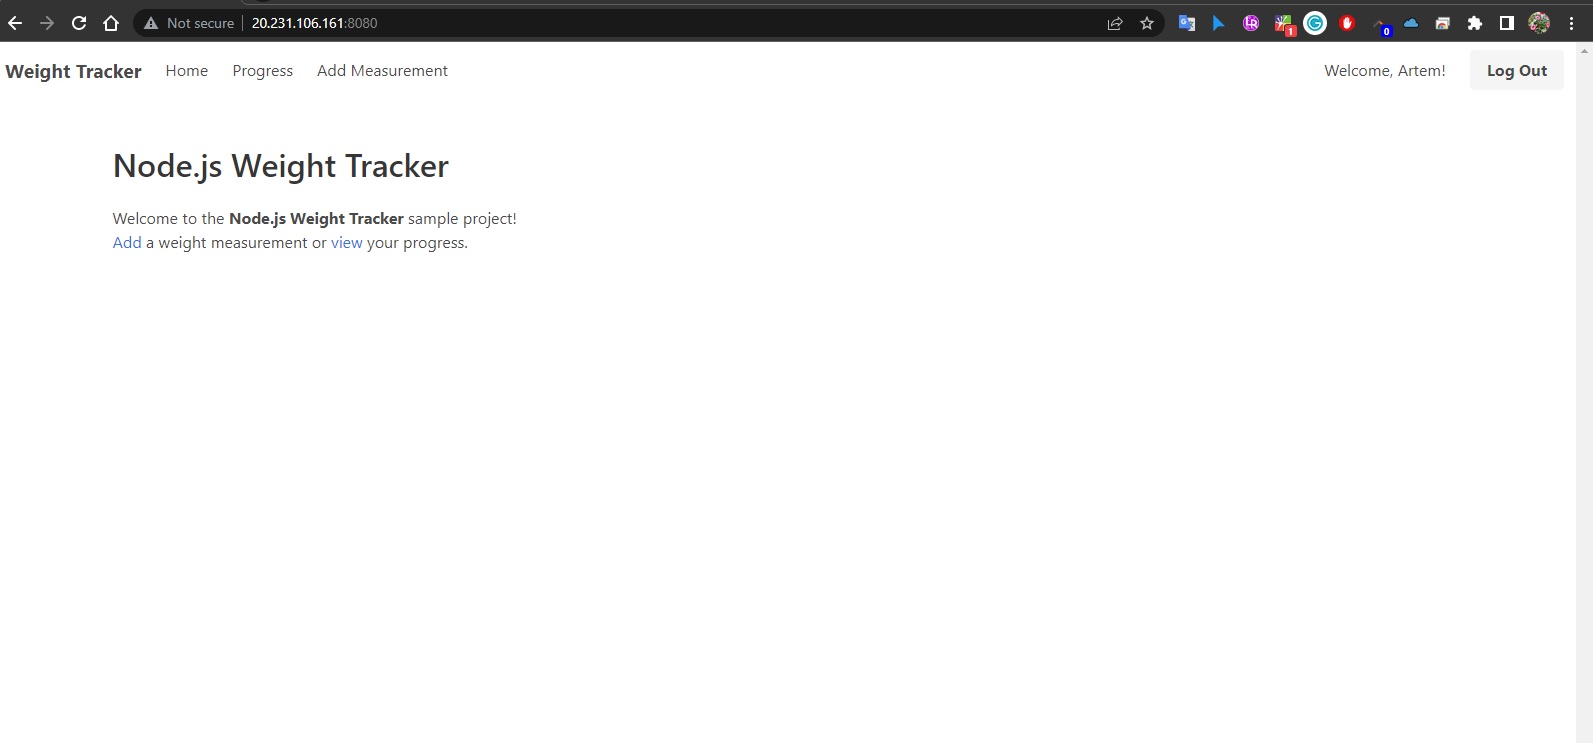 Not secure 20.231.106.161:8080
1
0
Weight Tracker Home Progress Add Measurement Welcome, Artem! Log Out
Node.js Weight Tracker
Welcome to the Node.js Weight Tracker sample project!
Add a weight measurement or view your progress.